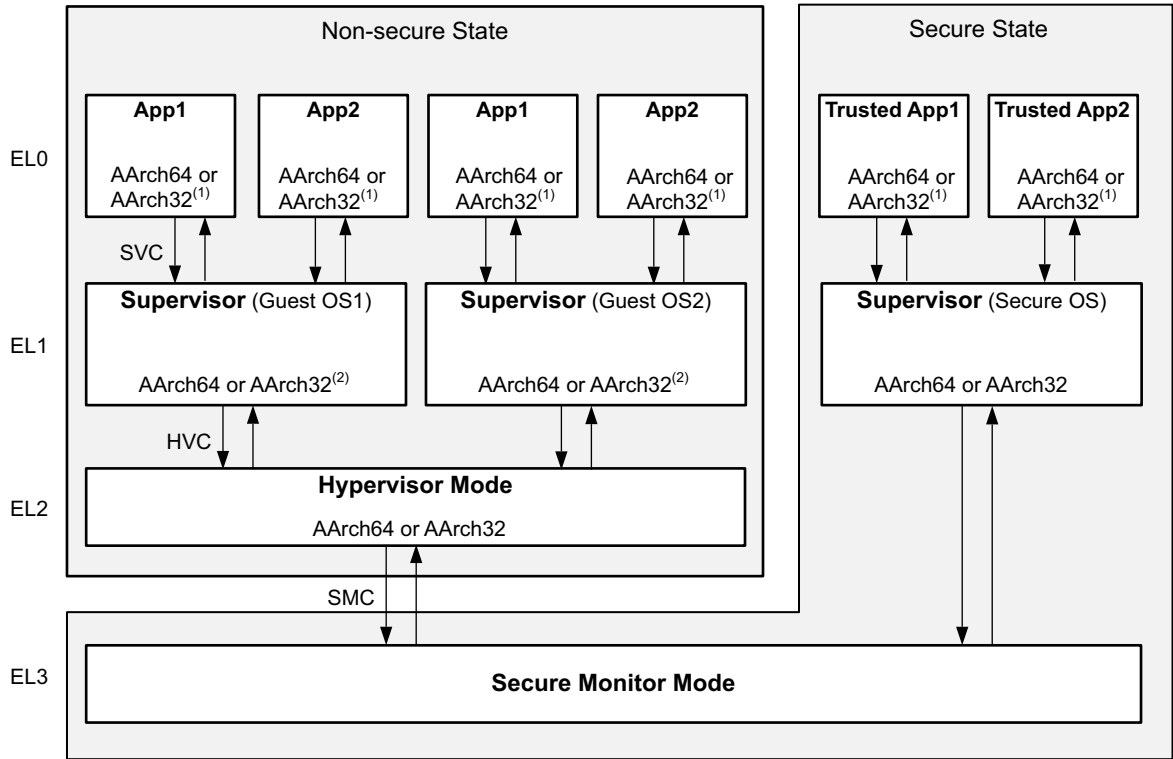 Non-secure State
Secure State
App1
App2
App1
App2
Trusted App1
Trusted App2
EL0
AArch64 or
AArch32(1)
AArch64 or
AArch32(1)
AArch64 or
AArch32(1)
AArch64 or
AArch32(1)
AArch64 or
AArch32(1)
AArch64 or
AArch32(1)
SVC
Supervisor (Guest OS1)
Supervisor (Guest OS2)
Supervisor (Secure OS)
EL1
AArch64 or AArch32(2)
AArch64 or AArch32(2)
AArch64 or AArch32
HVC
Hypervisor Mode
EL2
AArch64 or AArch32
SMC
EL3
Secure Monitor Mode